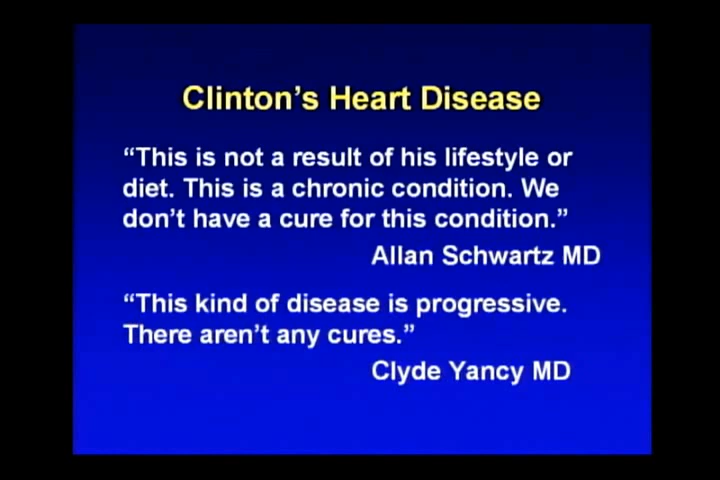 Clinton's Heart Disease
“This is not a result of his lifestyle or
diet. This is a chronic condition. We
don't have a cure for this condition.”
Allan Schwartz MD
“This kind of disease is progressive.
There aren't any cures.”
Clyde Yancy MD